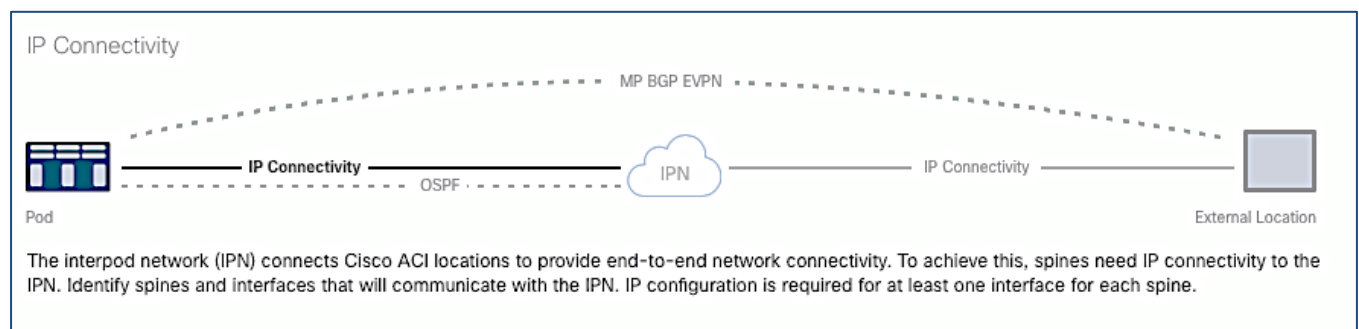 IP Connectivity
MP BGP EVPN
IP Connectivity
IPN
IP Connectivity
OSPF
Pod
External Location
The interpod network (IPN) connects Cisco ACI locations to provide end-to-end network connectivity. To achieve this, spines need IP connectivity to the
IPN. Identify spines and interfaces that will communicate with the IPN. IP configuration is required for at least one interface for each spine.